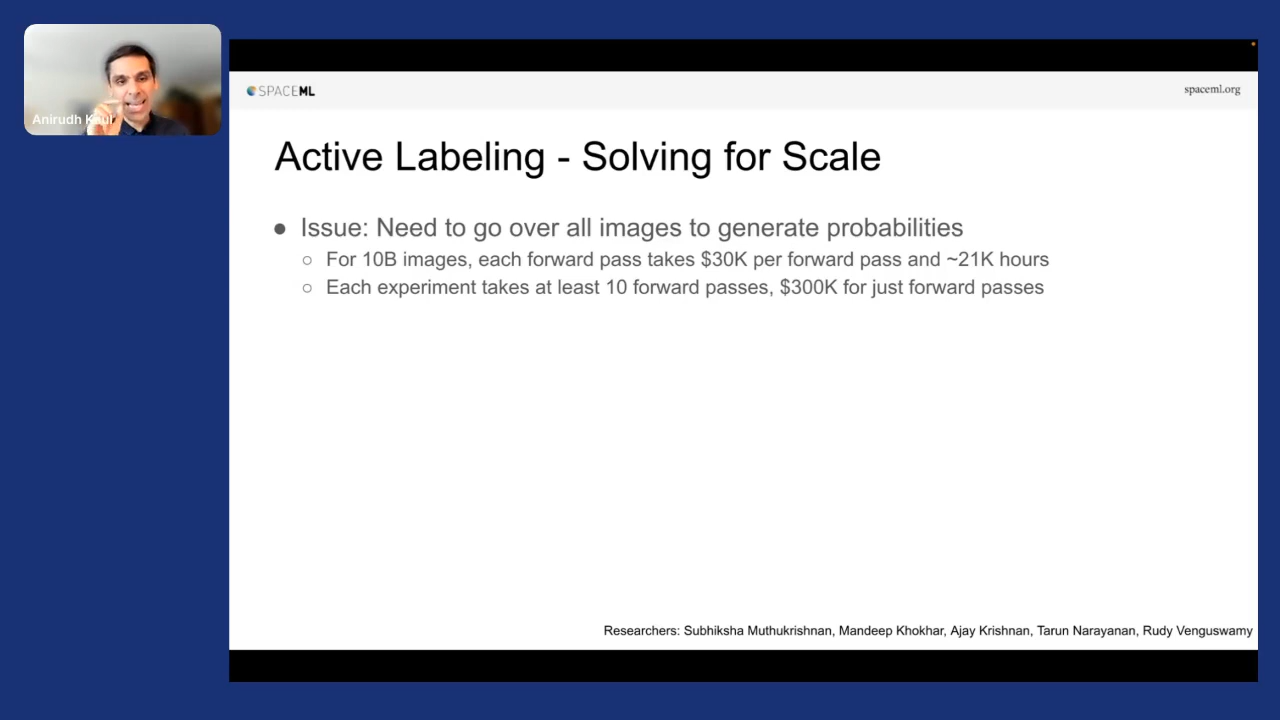 Anirudh Koul
SPACEML
spaceml.org
Active Labeling - Solving for Scale
● Issue: Need to go over all images to generate probabilities
○ For 10B images, each forward pass takes $30K per forward pass and ~21K hours
○ Each experiment takes at least 10 forward passes, $300K for just forward passes
Researchers: Subhiksha Muthukrishnan, Mandeep Khokhar, Ajay Krishnan, Tarun Narayanan, Rudy Venguswamy